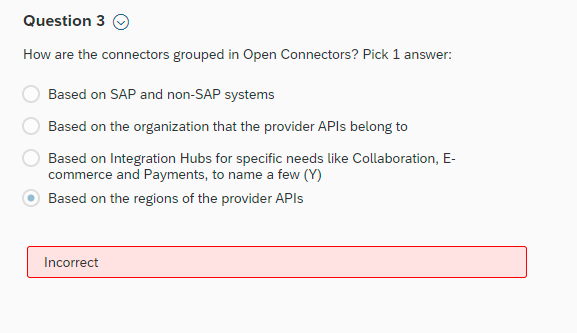 Question 3
How are the connectors grouped in Open Connectors? Pick 1 answer:
Based on SAP and non-SAP systems
Based on the organization that the provider APIs belong to
Based on Integration Hubs for specific needs like Collaboration, E-
commerce and Payments, to name a few (Y)
Based on the regions of the provider APIs
Incorrect